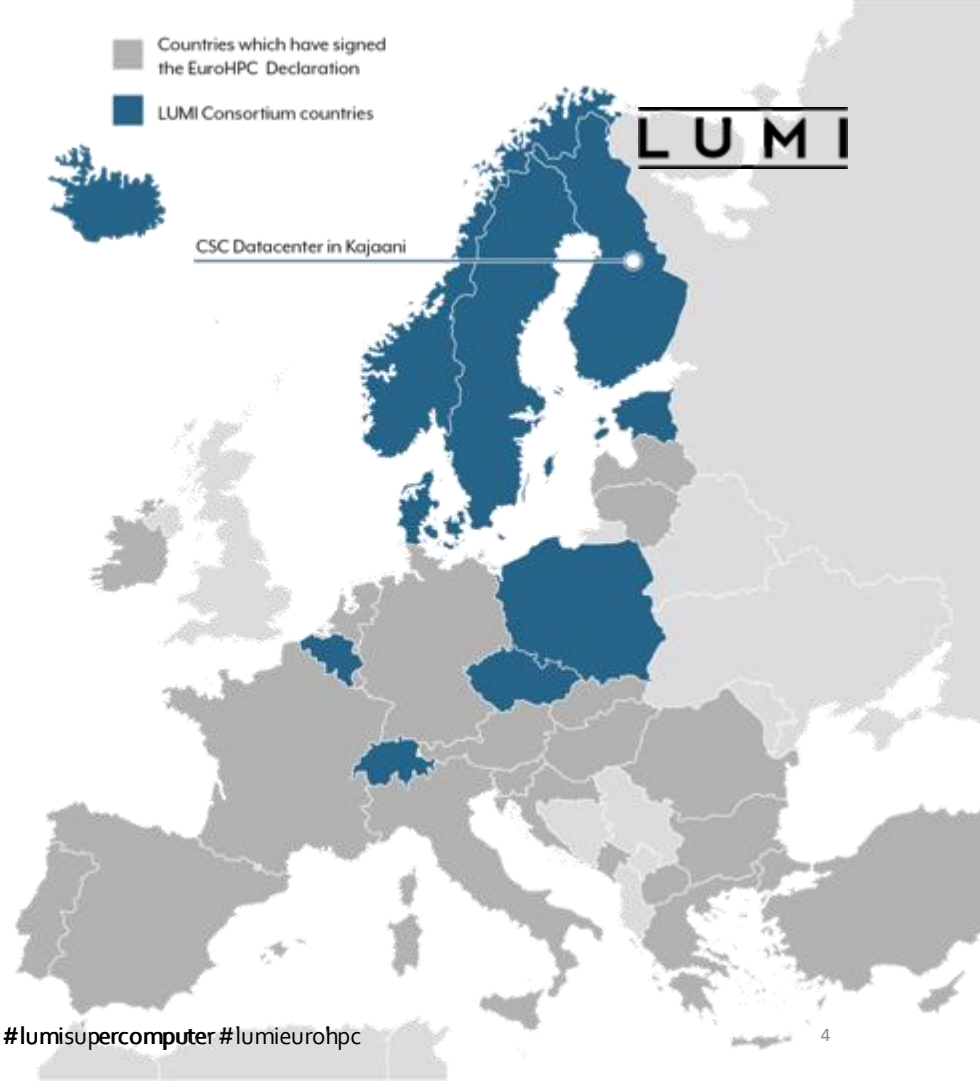 Countries which have signed
the EuroHPC Declaration
LUMI Consortium countries
LUMI
CSC Datacenter in Kajaani
#lumisupercomputer #lumieurohpc
4